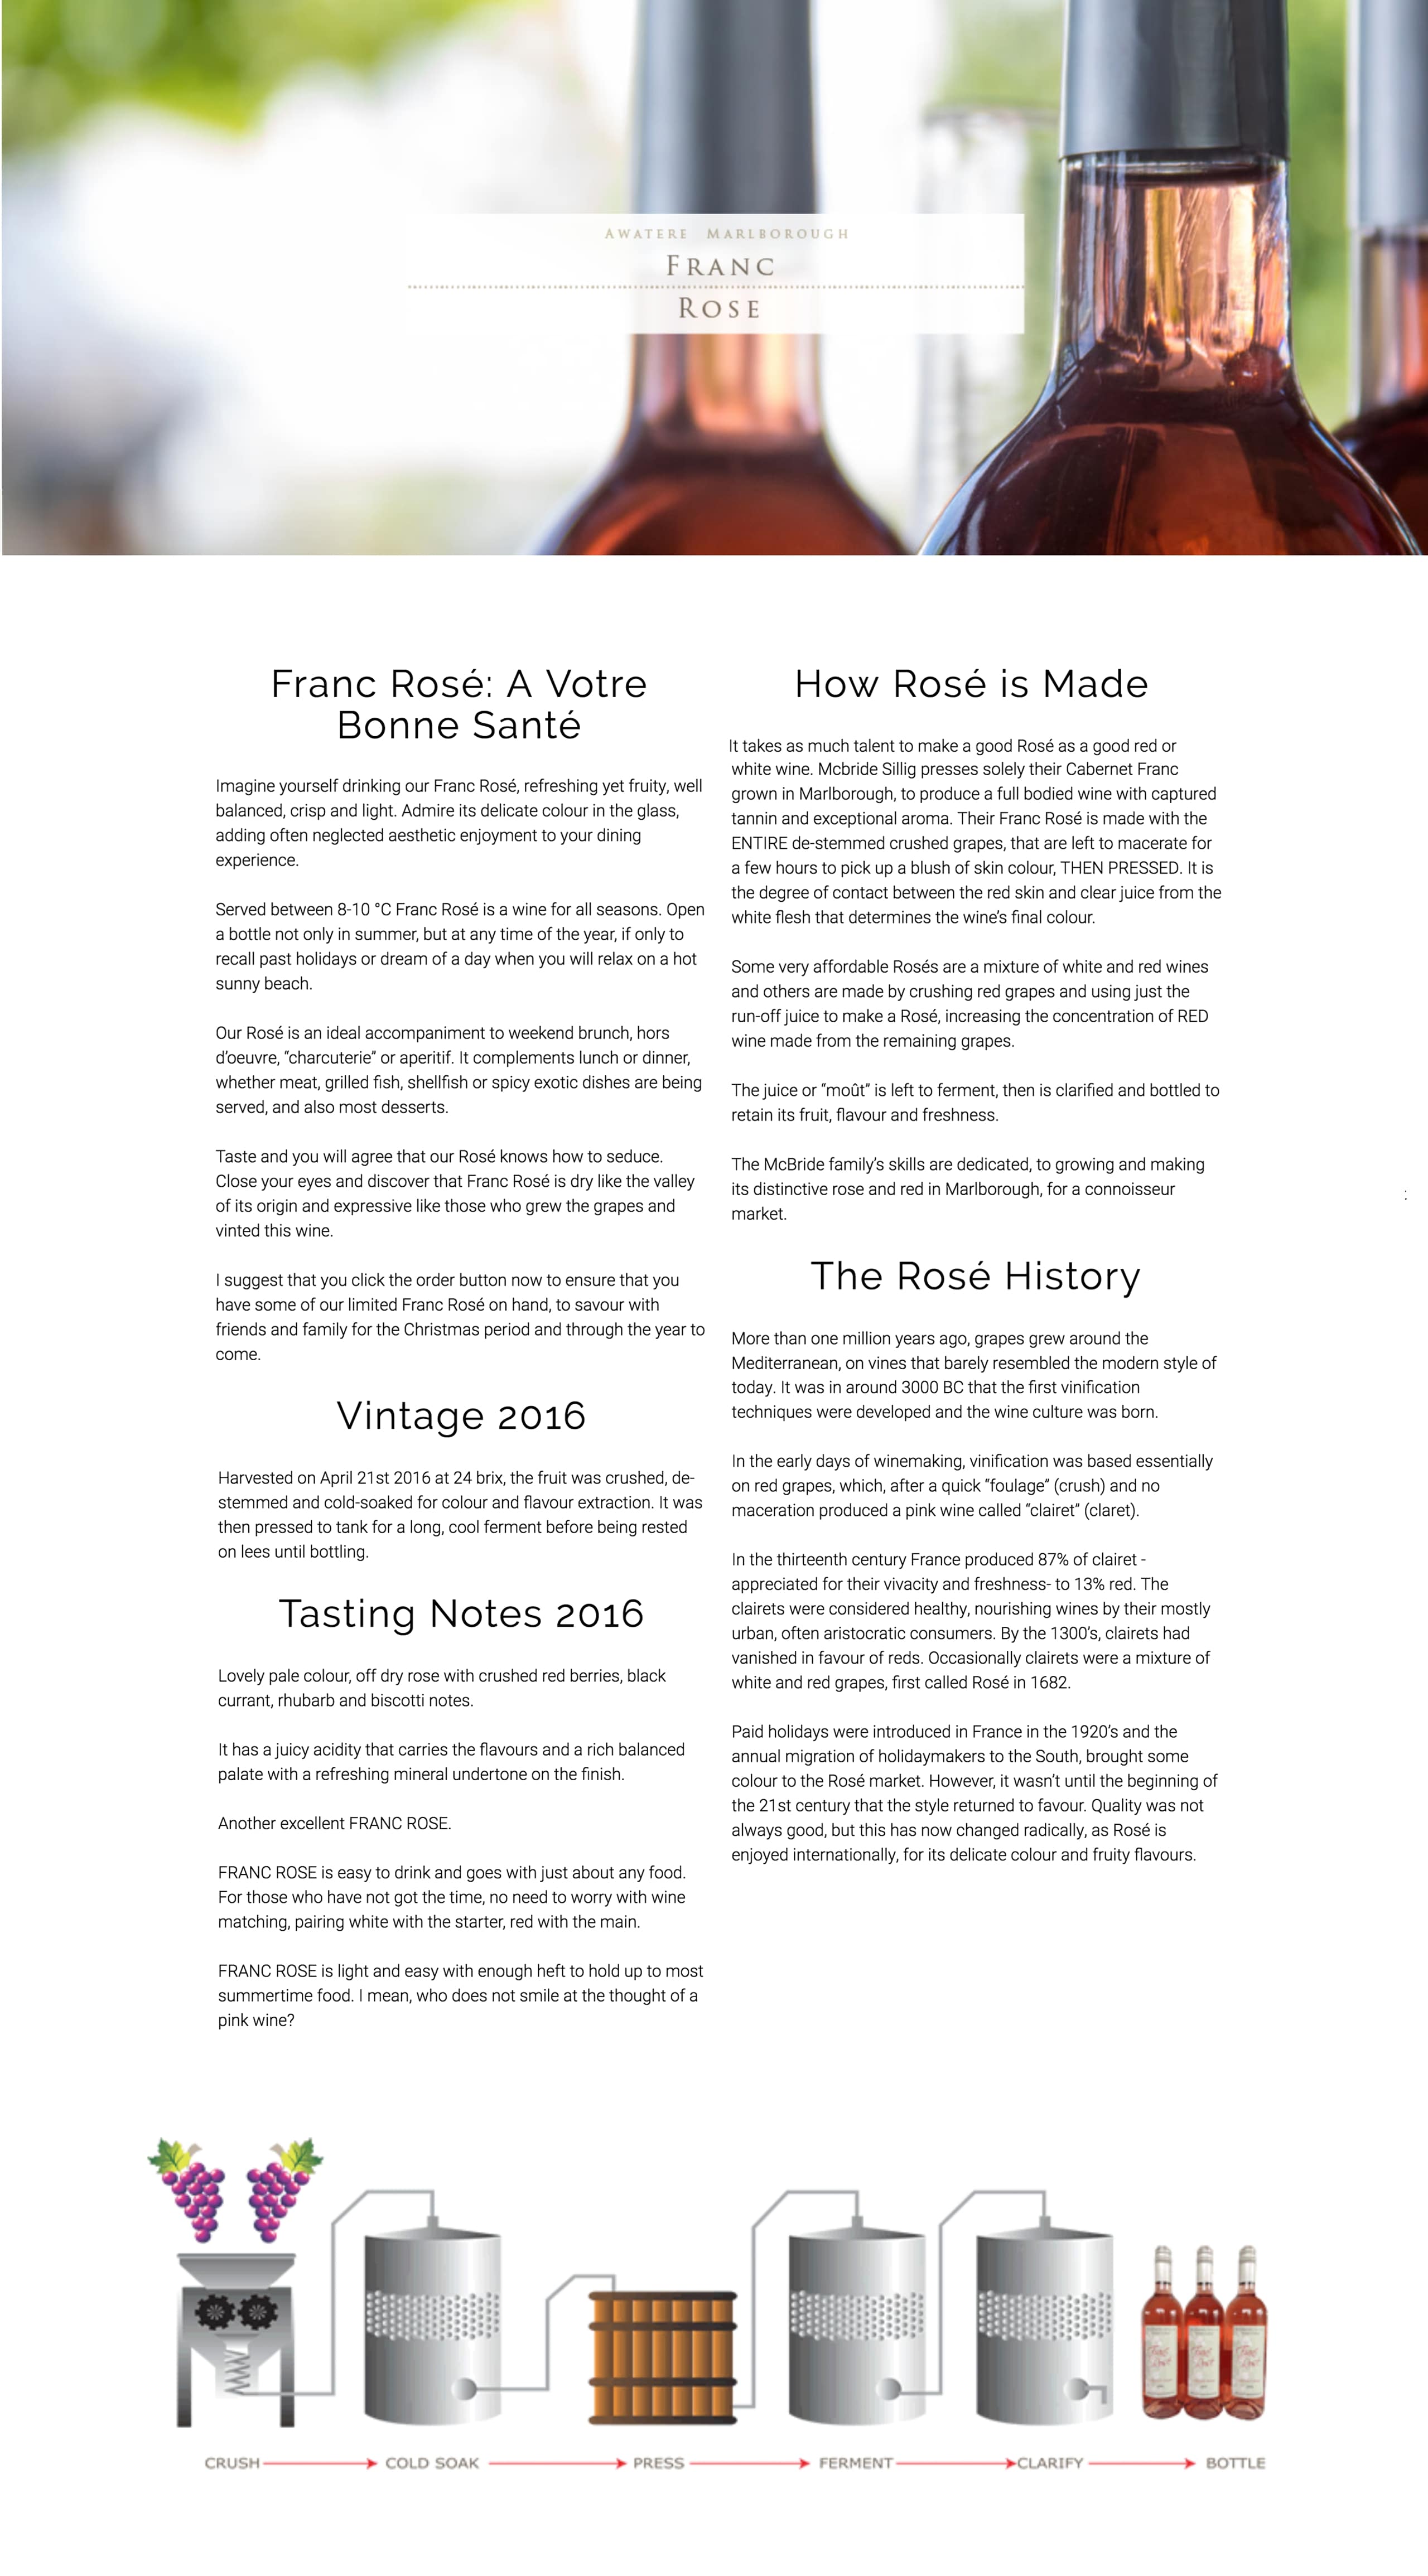 AWATERE MARLBOROUGH
FRANC
ROSE
Franc Rosé: A Votre
Bonne Santé
Imagine yourself drinking our Franc Rosé, refreshing yet fruity, well
balanced, crisp and light. Admire its delicate colour in the glass,
adding often neglected aesthetic enjoyment to your dining
experience.
Served between 8-10 °C Franc Rosé is a wine for all seasons. Open
a bottle not only in summer, but at any time of the year, if only to
recall past holidays or dream of a day when you will relax on a hot
sunny beach.
Our Rosé is an ideal accompaniment to weekend brunch, hors
d'oeuvre, "charcuterie" or aperitif. It complements lunch or dinner,
whether meat, grilled fish, shellfish or spicy exotic dishes are being
served, and also most desserts.
Taste and you will agree that our Rosé knows how to seduce.
Close your eyes and discover that Franc Rosé is dry like the valley
of its origin and expressive like those who grew the grapes and
vinted this wine.
I suggest that you click the order button now to ensure that you
have some of our limited Franc Rosé on hand, to savour with
friends and family for the Christmas period and through the year to
come.
Vintage 2016
Harvested on April 21st 2016 at 24 brix, the fruit was crushed, de-
stemmed and cold-soaked for colour and flavour extraction. It was
then pressed to tank for a long, cool ferment before being rested
on lees until bottling.
Tasting Notes 2016
Lovely pale colour, off dry rose with crushed red berries, black
currant, rhubarb and biscotti notes.
It has a juicy acidity that carries the flavours and a rich balanced
palate with a refreshing mineral undertone on the finish.
Another excellent FRANC ROSE.
FRANC ROSE is easy to drink and goes with just about any food.
For those who have not got the time, no need to worry with wine
matching, pairing white with the starter, red with the main.
FRANC ROSE is light and easy with enough heft to hold up to most
summertime food. I mean, who does not smile at the thought of a
pink wine?
How Rosé is Made
It takes as much talent to make a good Rosé as a good red or
white wine. Mcbride Sillig presses solely their Cabernet Franc
grown in Marlborough, to produce a full bodied wine with captured
tannin and exceptional aroma. Their Franc Rosé is made with the
ENTIRE de-stemmed crushed grapes, that are left to macerate for
a few hours to pick up a blush of skin colour, THEN PRESSED. It is
the degree of contact between the red skin and clear juice from the
white flesh that determines the wine's final colour.
Some very affordable Rosés are a mixture of white and red wines
and others are made by crushing red grapes and using just the
run-off juice to make a Rosé, increasing the concentration of RED
wine made from the remaining grapes.
The juice or "moût" is left to ferment, then is clarified and bottled to
retain its fruit, flavour and freshness.
The McBride family's skills are dedicated, to growing and making
its distinctive rose and red in Marlborough, for a connoisseur
market.
The Rosé History
More than one million years ago, grapes grew around the
Mediterranean, on vines that barely resembled the modern style of
today. It was in around 3000 BC that the first vinification
techniques were developed and the wine culture was born.
In the early days of winemaking, vinification was based essentially
on red grapes, which, after a quick "foulage" (crush) and no
maceration produced a pink wine called "clairet" (claret).
In the thirteenth century France produced 87% of clairet -
appreciated for their vivacity and freshness- to 13% red. The
clairets were considered healthy, nourishing wines by their mostly
urban, often aristocratic consumers. By the 1300's, clairets had
vanished in favour of reds. Occasionally clairets were a mixture of
white and red grapes, first called Rosé in 1682.
Paid holidays were introduced in France in the 1920's and the
annual migration of holidaymakers to the South, brought some
colour to the Rosé market. However, it wasn't until the beginning of
the 21st century that the style returned to favour. Quality was not
always good, but this has now changed radically, as Rosé is
enjoyed internationally, for its delicate colour and fruity flavours.
CRUSH COLD SOAK PRESS FERMENT CLARIFY BOTTLE